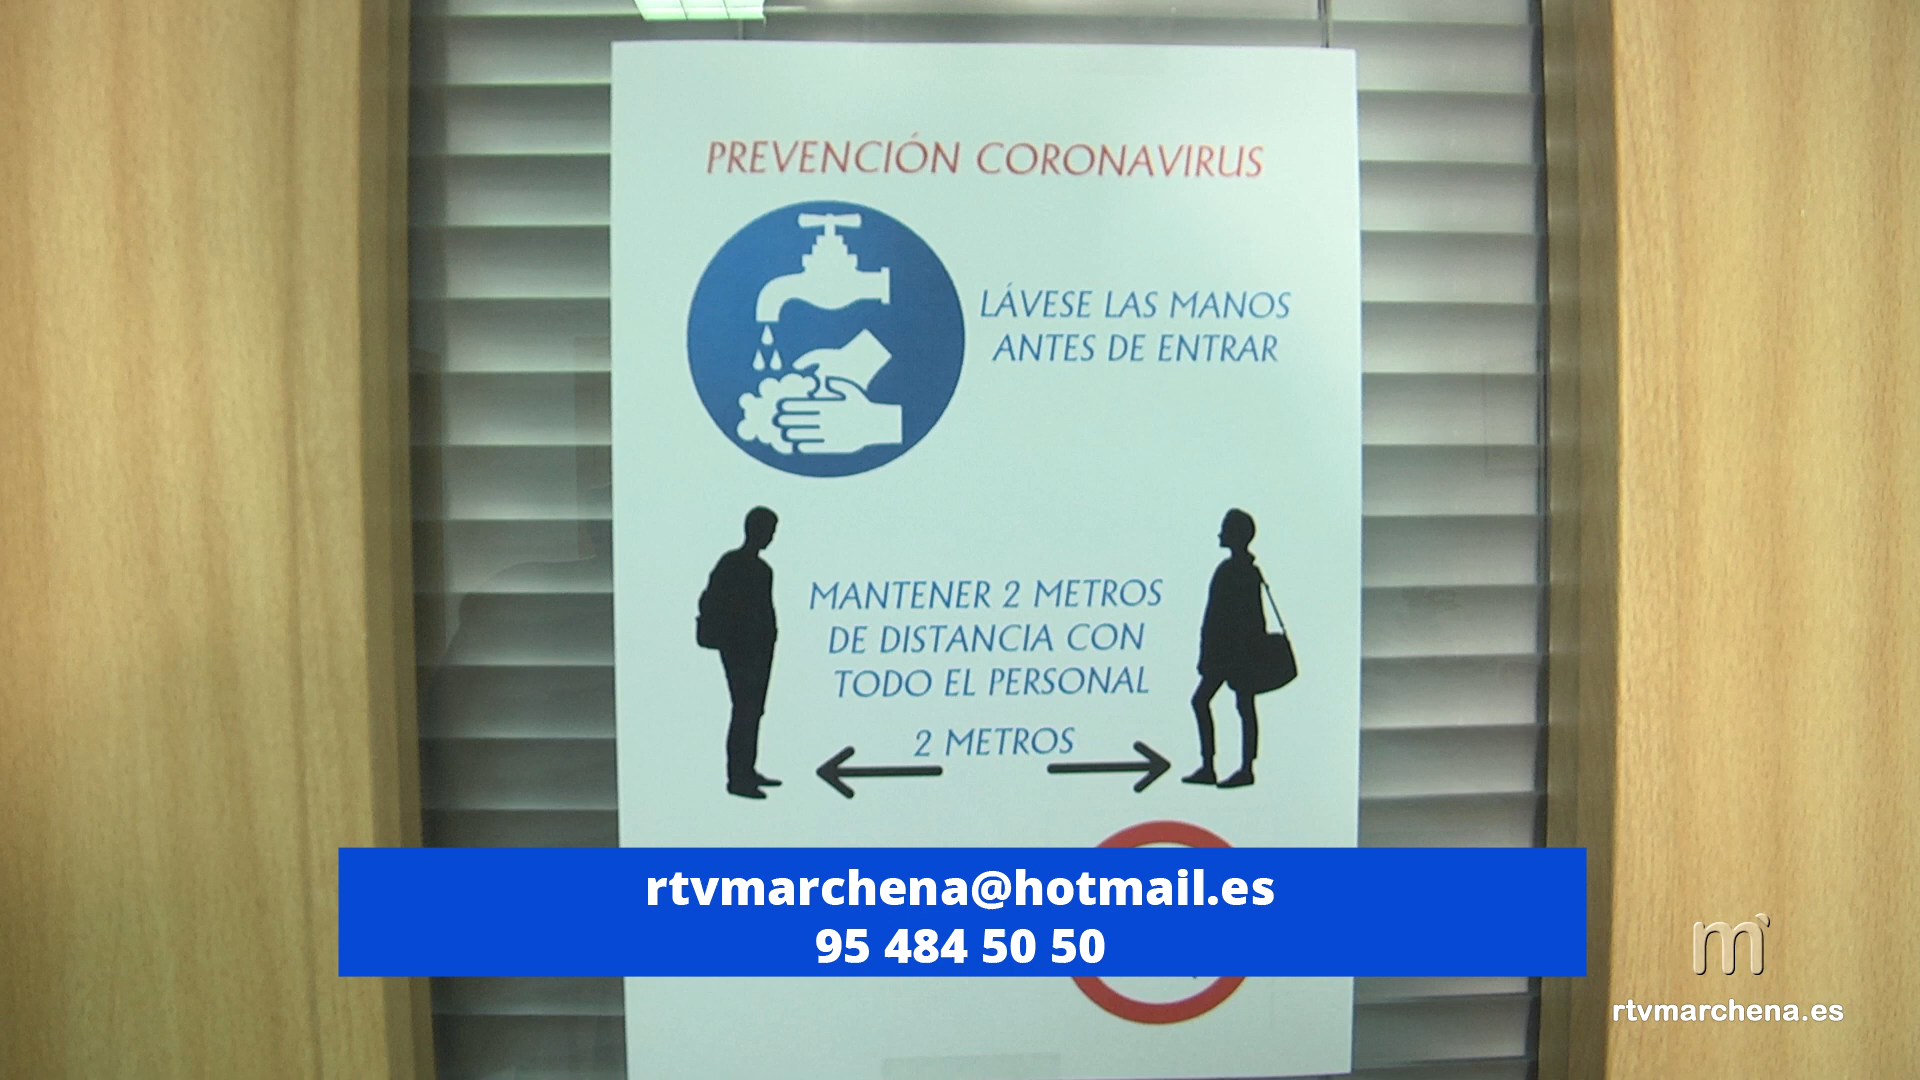 PREVENCIÓN CORONAVIRUS
LÁVESE LAS MANOS
ANTES DE ENTRAR
MANTENER 2 METROS
DE DISTANCIA CON
TODO EL PERSONAL
2 METROS
rtvmarchena@hotmail.es
95 484 50 50
m
rtvmarchena.es